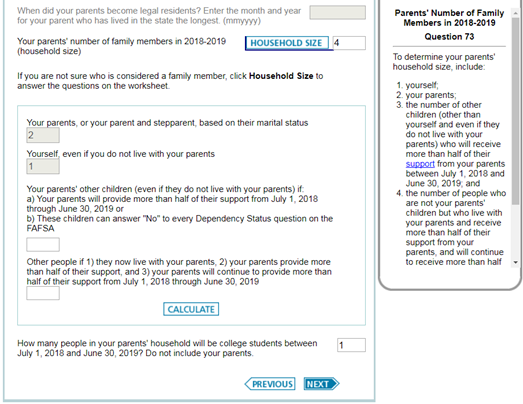 When did your parents become legal residents? Enter the month and year
for your parent who has lived in the state the longest. (mmyyyy)
Your parents' number of family members in 2018-2019
(household size)
HOUSEHOLD SIZE
4
If you are not sure who is considered a family member, click Household Size to
answer the questions on the worksheet.
Your parents, or your parent and stepparent, based on their marital status
2
Yourself, even if you do not live with your parents
1
Your parents' other children (even if they do not live with your parents) if:
a) Your parents will provide more than half of their support from July 1, 2018
through June 30, 2019 or
b) These children can answer "No" to every Dependency Status question on the
FAFSA
Other people if 1) they now live with your parents, 2) your parents provide more
than half of their support, and 3) your parents will continue to provide more than
half of their support from July 1, 2018 through June 30, 2019
CALCULATE
How many people in your parents' household will be college students between
July 1, 2018 and June 30, 2019? Do not include your parents.
1
PREVIOUS
NEXT
Parents' Number of Family
Members in 2018-2019
Question 73
To determine your parents'
household size, include:
1. yourself;
2. your parents;
3. the number of other
children (other than
yourself and even if they
do not live with your
parents) who will receive
more than half of their
support from your parents
between July 1, 2018 and
June 30, 2019; and
4. the number of people who
are not your parents'
children but who live with
your parents and receive
more than half of their
support from your
parents, and will continue
to receive more than half